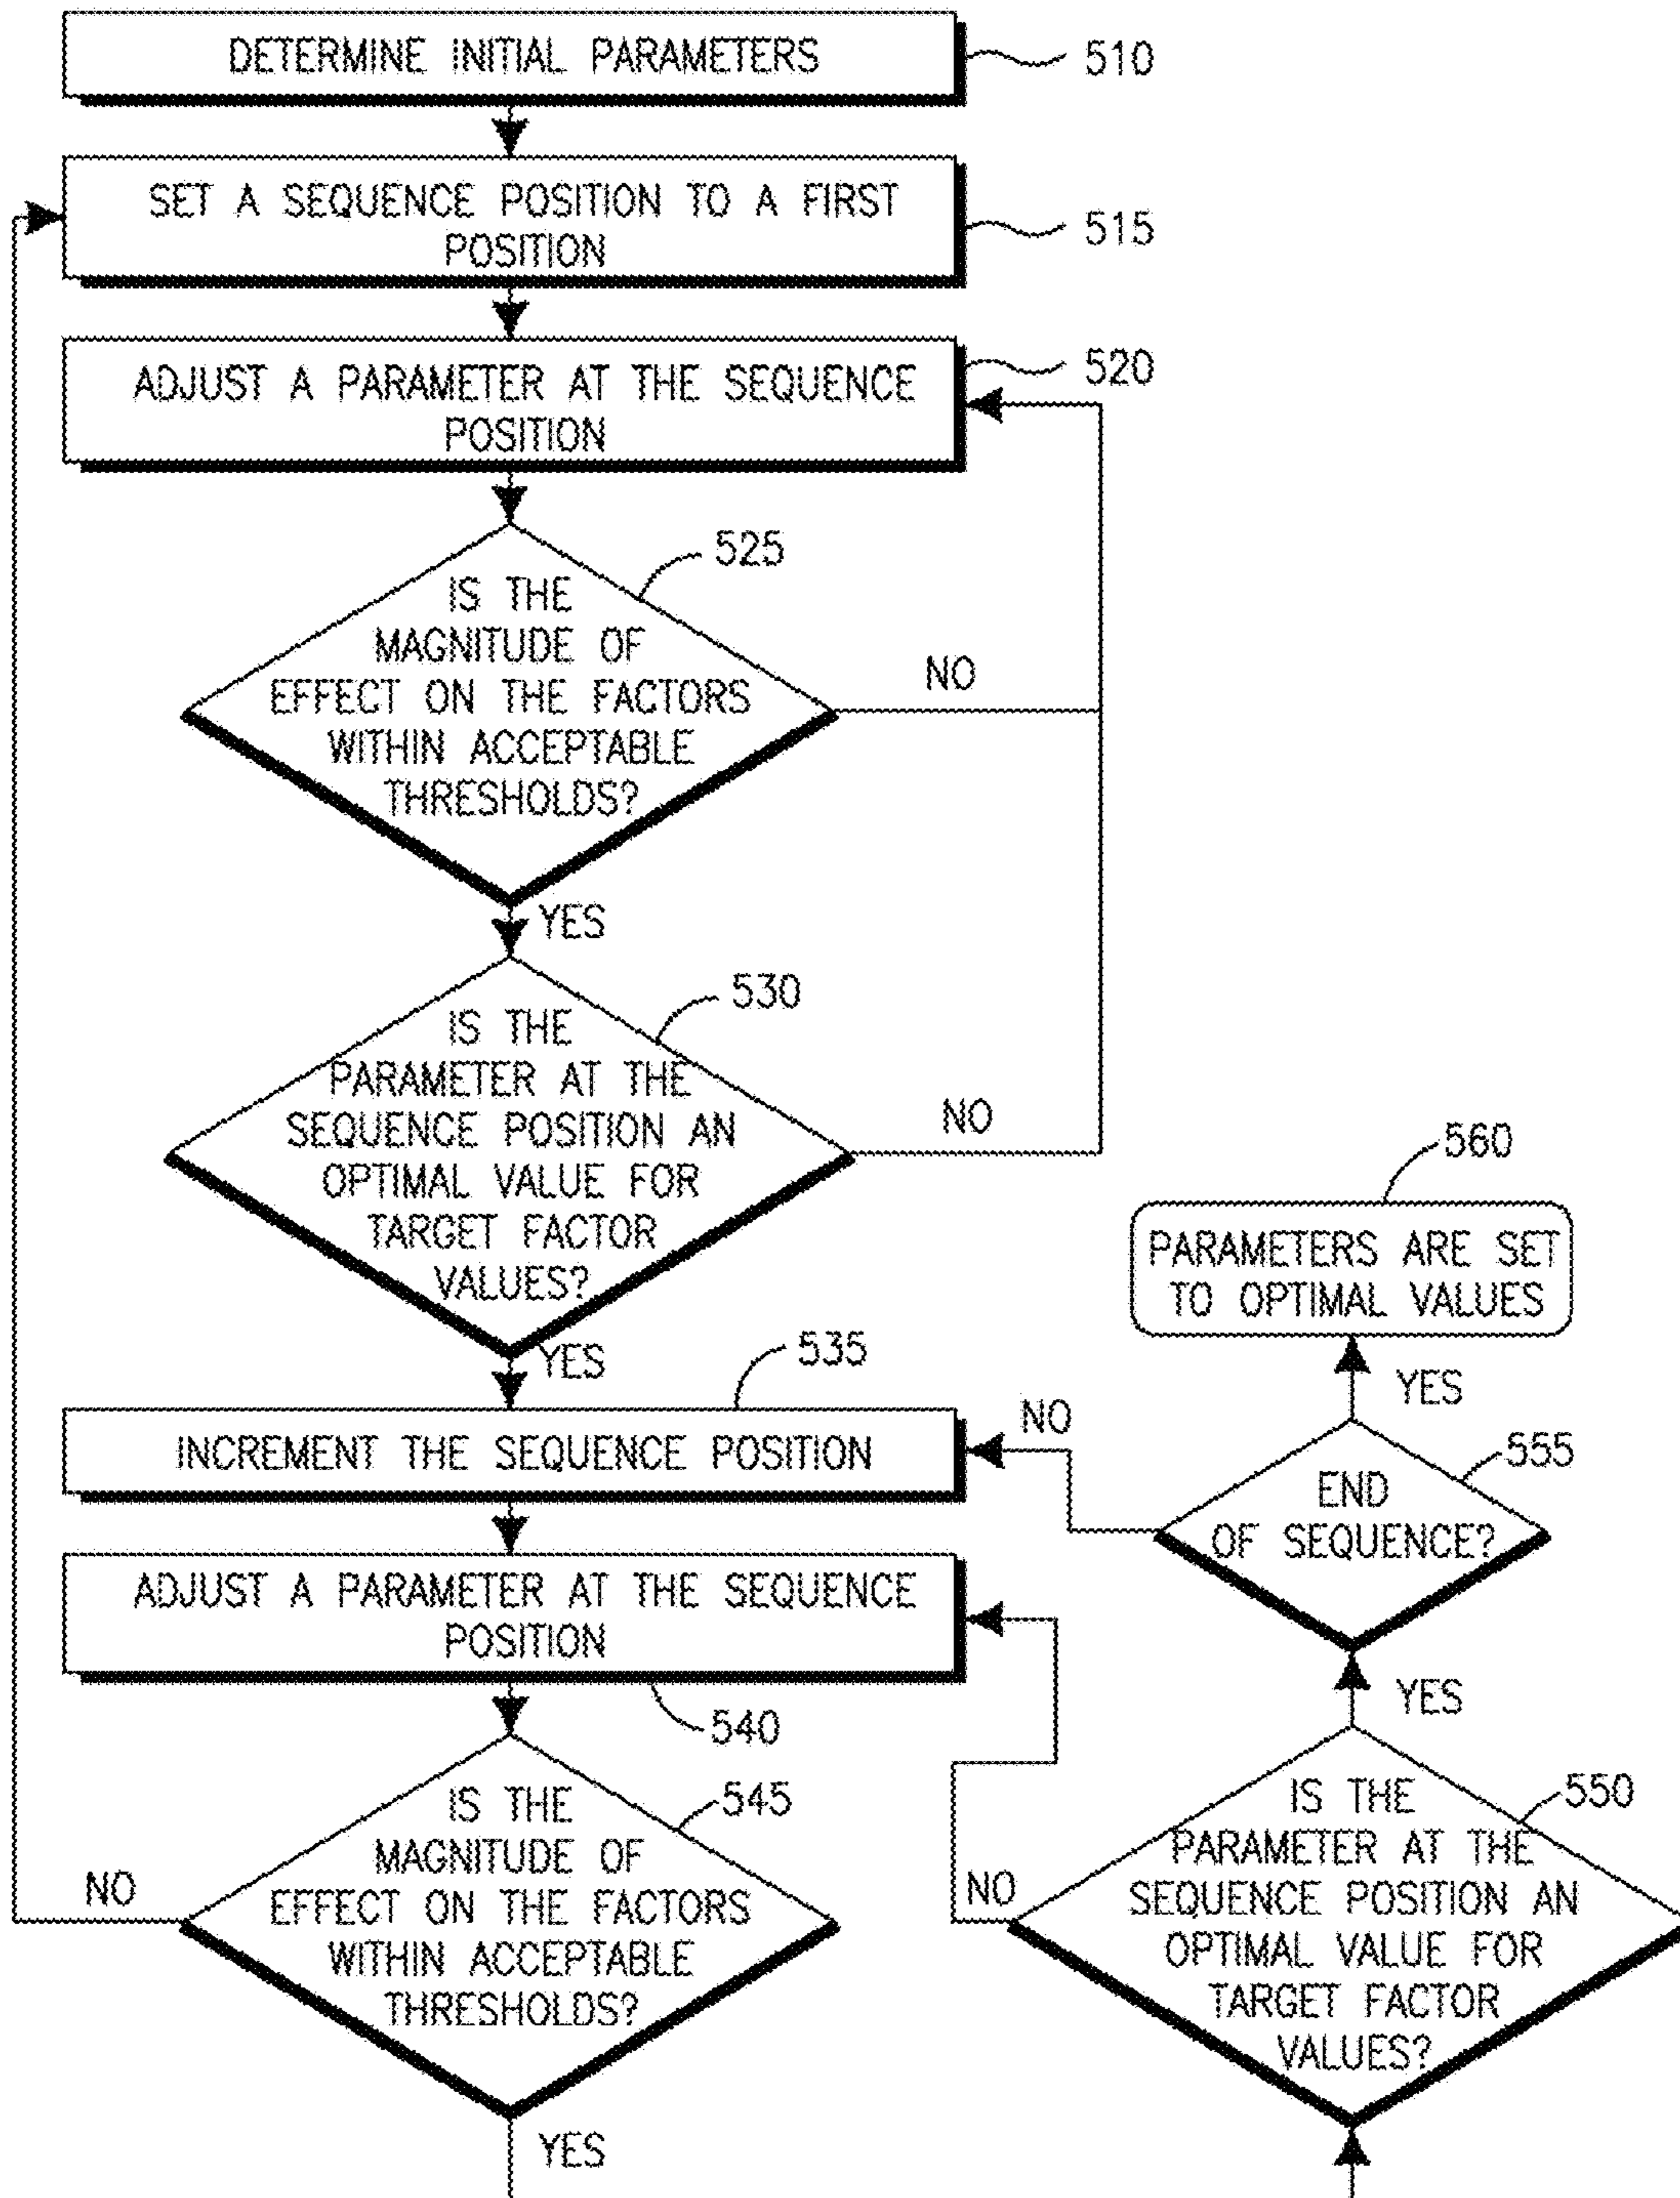 DETERMINE INITIAL PARAMETERS
510
SET A SEQUENCE POSITION TO A FIRST
POSITION
515
ADJUST A PARAMETER AT THE SEQUENCE
POSITION
520
525
IS THE
MAGNITUDE OF
EFFECT ON THE FACTORS
WITHIN ACCEPTABLE
THRESHOLDS?
NO
YES
530
IS THE
PARAMETER AT THE
SEQUENCE POSITION AN
OPTIMAL VALUE FOR
TARGET FACTOR
VALUES?
NO
YES
535
INCREMENT THE SEQUENCE POSITION
ADJUST A PARAMETER AT THE SEQUENCE
POSITION
540
545
IS THE
MAGNITUDE OF
EFFECT ON THE FACTORS
WITHIN ACCEPTABLE
THRESHOLDS?
NO
YES
550
IS THE
PARAMETER AT THE
SEQUENCE POSITION AN
OPTIMAL VALUE FOR
TARGET FACTOR
VALUES?
NO
YES
555
END
OF SEQUENCE?
NO
YES
560
PARAMETERS ARE SET
TO OPTIMAL VALUES